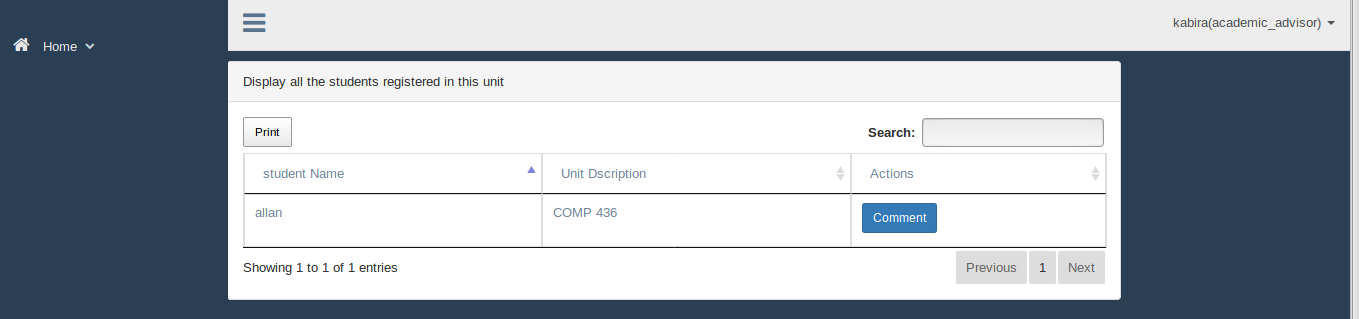 kabira(academic_advisor)
Home
Display all the students registered in this unit
Print
Search:
student Name Unit Dscription Actions
allan COMP 436 Comment
Showing 1 to 1 of 1 entries
Previous 1 Next